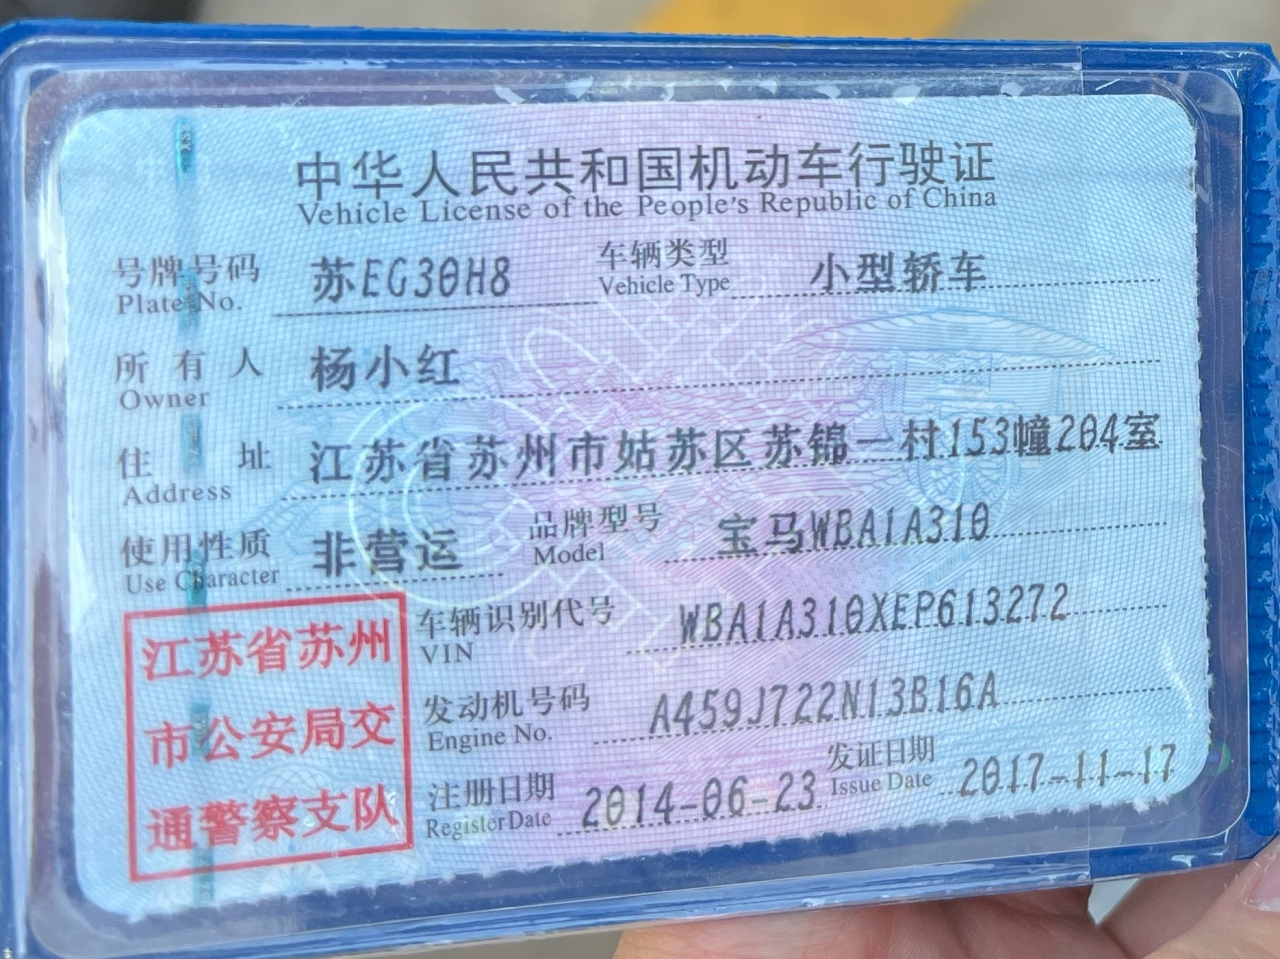 中华人民共和国机动车行驶证
Vehicle License of the People's Republic of China
号牌号码 苏EG30H8 车辆类型 小型轿车
Plate No. Vehicle Type
所有人 杨小红
Owner
住址 江苏省苏州市姑苏区苏锦一村153幢204室
Address
使用性质 非营运 品牌型号 宝马WBA1A310
Use Character Model
江苏省苏州
市公安局交
通警察支队
车辆识别代号 WBA1A310XEP613272
VIN
发动机号码 A459J722N13B16A
Engine No.
注册日期 2014-06-23 发证日期 2017-11-17
Register Date Issue Date